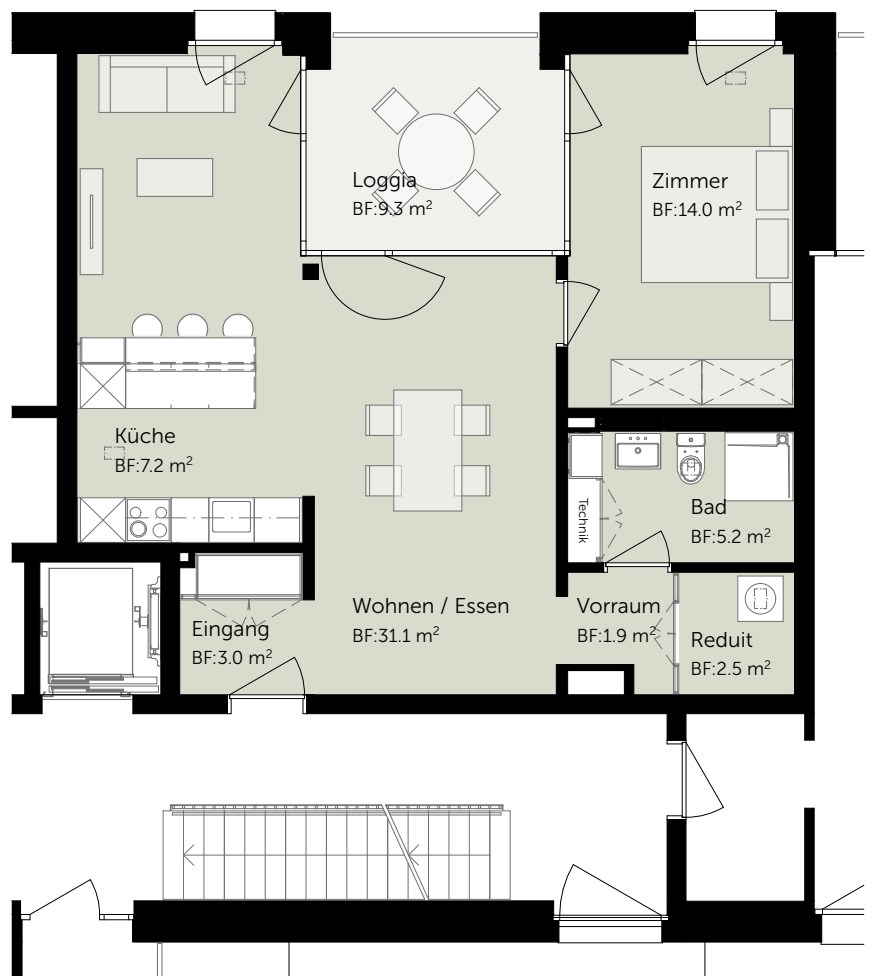 Loggia
BF:9.3 m²
Zimmer
BF:14.0 m²
Küche
BF:7.2 m²
Technik
Bad
BF:5.2 m²
Wohnen / Essen
BF:31.1 m²
Vorraum
BF:1.9 m²
Eingang
BF:3.0 m²
Reduit
BF:2.5 m²